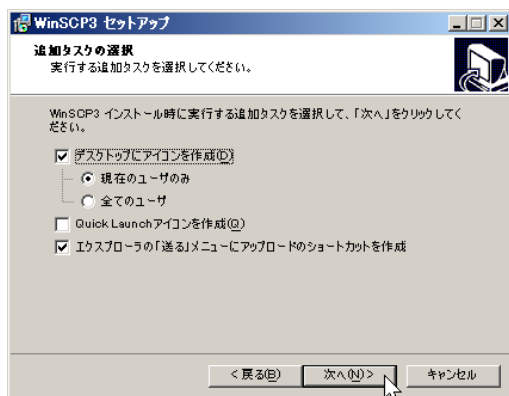 WinSCP3 セットアップ
追加タスクの選択
実行する追加タスクを選択してください。
WinSCP3 インストール時に実行する追加タスクを選択して、「次へ」をクリックしてく
ださい。
デスクトップにアイコンを作成(D)
現在のユーザのみ
全てのユーザ
Quick Launchアイコンを作成(Q)
エクスプローラの「送る」メニューにアップロードのショートカットを作成
< 戻る(B)
次へ(N) >
キャンセル